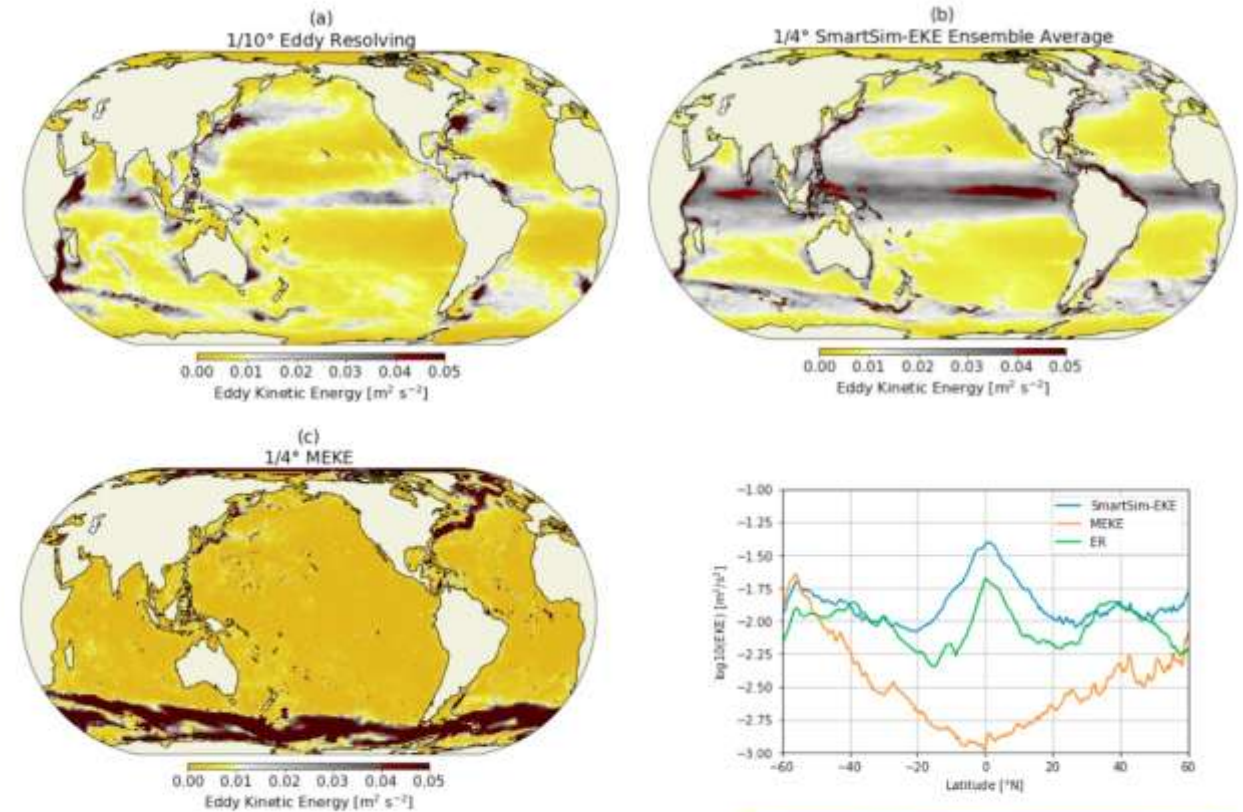 (a)
1/10° Eddy Resolving
0.00 0.01 0.02 0.03 0.04 0.05
Eddy Kinetic Energy [m² s⁻²]
(b)
1/4° SmartSim-EKE Ensemble Average
0.00 0.01 0.02 0.03 0.04 0.05
Eddy Kinetic Energy [m² s⁻²]
(c)
1/4° MEKE
0.00 0.01 0.02 0.03 0.04 0.05
Eddy Kinetic Energy [m² s⁻²]
SmartSim-EKE
MEKE
ER
log10(EKE) [m²/s²]
−1.00
−1.25
−1.50
−1.75
−2.00
−2.25
−2.50
−2.75
−3.00
−60 −40 −20 0 20 40 60
Latitude [°N]